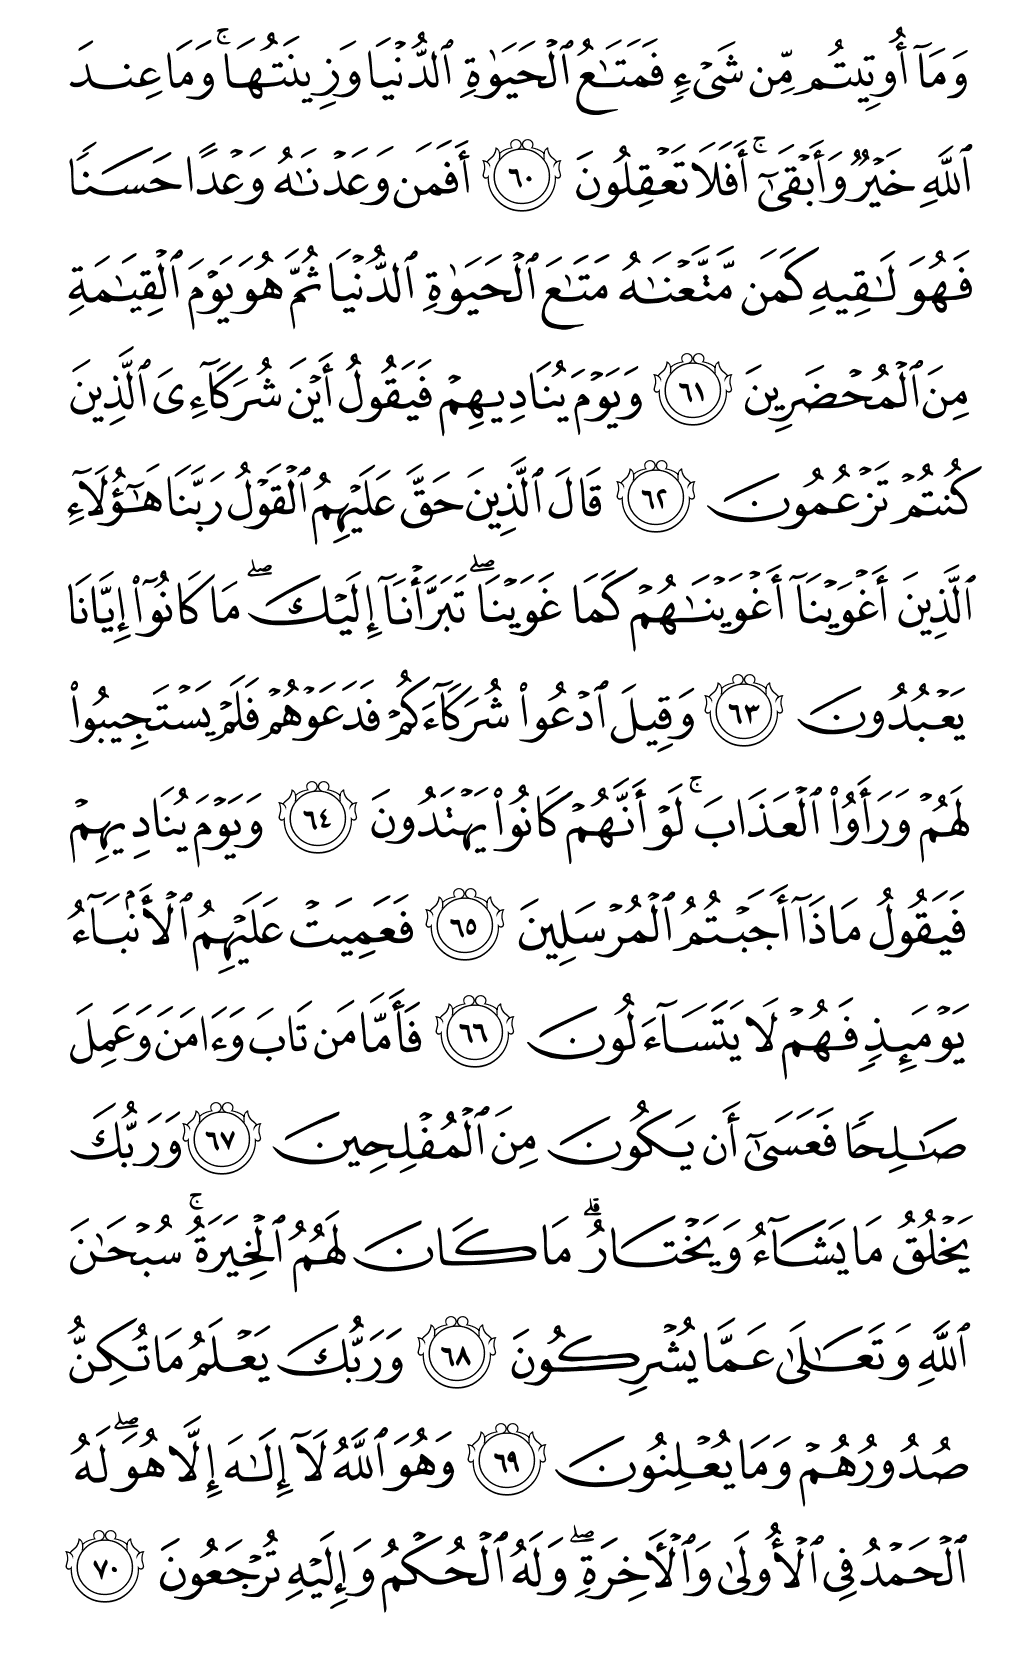 وَمَآ أُوتِيتُم مِّن شَىْءٍ فَمَتَـٰعُ ٱلْحَيَوٰةِ ٱلدُّنْيَا وَزِينَتُهَا ۚ وَمَا عِندَ
ٱللَّهِ خَيْرٌ وَأَبْقَىٰٓ ۚ أَفَلَا تَعْقِلُونَ ٦٠ أَفَمَن وَعَدْنَـٰهُ وَعْدًا حَسَنًا
فَهُوَ لَـٰقِيهِ كَمَن مَّتَّعْنَـٰهُ مَتَـٰعَ ٱلْحَيَوٰةِ ٱلدُّنْيَا ثُمَّ هُوَ يَوْمَ ٱلْقِيَـٰمَةِ
مِنَ ٱلْمُحْضَرِينَ ٦١ وَيَوْمَ يُنَادِيهِمْ فَيَقُولُ أَيْنَ شُرَكَآءِىَ ٱلَّذِينَ
كُنتُمْ تَزْعُمُونَ ٦٢ قَالَ ٱلَّذِينَ حَقَّ عَلَيْهِمُ ٱلْقَوْلُ رَبَّنَا هَـٰٓؤُلَآءِ
ٱلَّذِينَ أَغْوَيْنَآ أَغْوَيْنَـٰهُمْ كَمَا غَوَيْنَا ۖ تَبَرَّأْنَآ إِلَيْكَ ۖ مَا كَانُوٓا۟ إِيَّانَا
يَعْبُدُونَ ٦٣ وَقِيلَ ٱدْعُوا۟ شُرَكَآءَكُمْ فَدَعَوْهُمْ فَلَمْ يَسْتَجِيبُوا۟
لَهُمْ وَرَأَوُا۟ ٱلْعَذَابَ ۚ لَوْ أَنَّهُمْ كَانُوا۟ يَهْتَدُونَ ٦٤ وَيَوْمَ يُنَادِيهِمْ
فَيَقُولُ مَاذَآ أَجَبْتُمُ ٱلْمُرْسَلِينَ ٦٥ فَعَمِيَتْ عَلَيْهِمُ ٱلْأَنۢبَآءُ
يَوْمَئِذٍ فَهُمْ لَا يَتَسَآءَلُونَ ٦٦ فَأَمَّا مَن تَابَ وَءَامَنَ وَعَمِلَ
صَـٰلِحًا فَعَسَىٰٓ أَن يَكُونَ مِنَ ٱلْمُفْلِحِينَ ٦٧ وَرَبُّكَ
يَخْلُقُ مَا يَشَآءُ وَيَخْتَارُ ۗ مَا كَانَ لَهُمُ ٱلْخِيَرَةُ ۚ سُبْحَـٰنَ
ٱللَّهِ وَتَعَـٰلَىٰ عَمَّا يُشْرِكُونَ ٦٨ وَرَبُّكَ يَعْلَمُ مَا تُكِنُّ
صُدُورُهُمْ وَمَا يُعْلِنُونَ ٦٩ وَهُوَ ٱللَّهُ لَآ إِلَـٰهَ إِلَّا هُوَ ۖ لَهُ
ٱلْحَمْدُ فِى ٱلْأُولَىٰ وَٱلْـَٔاخِرَةِ ۖ وَلَهُ ٱلْحُكْمُ وَإِلَيْهِ تُرْجَعُونَ ٧٠